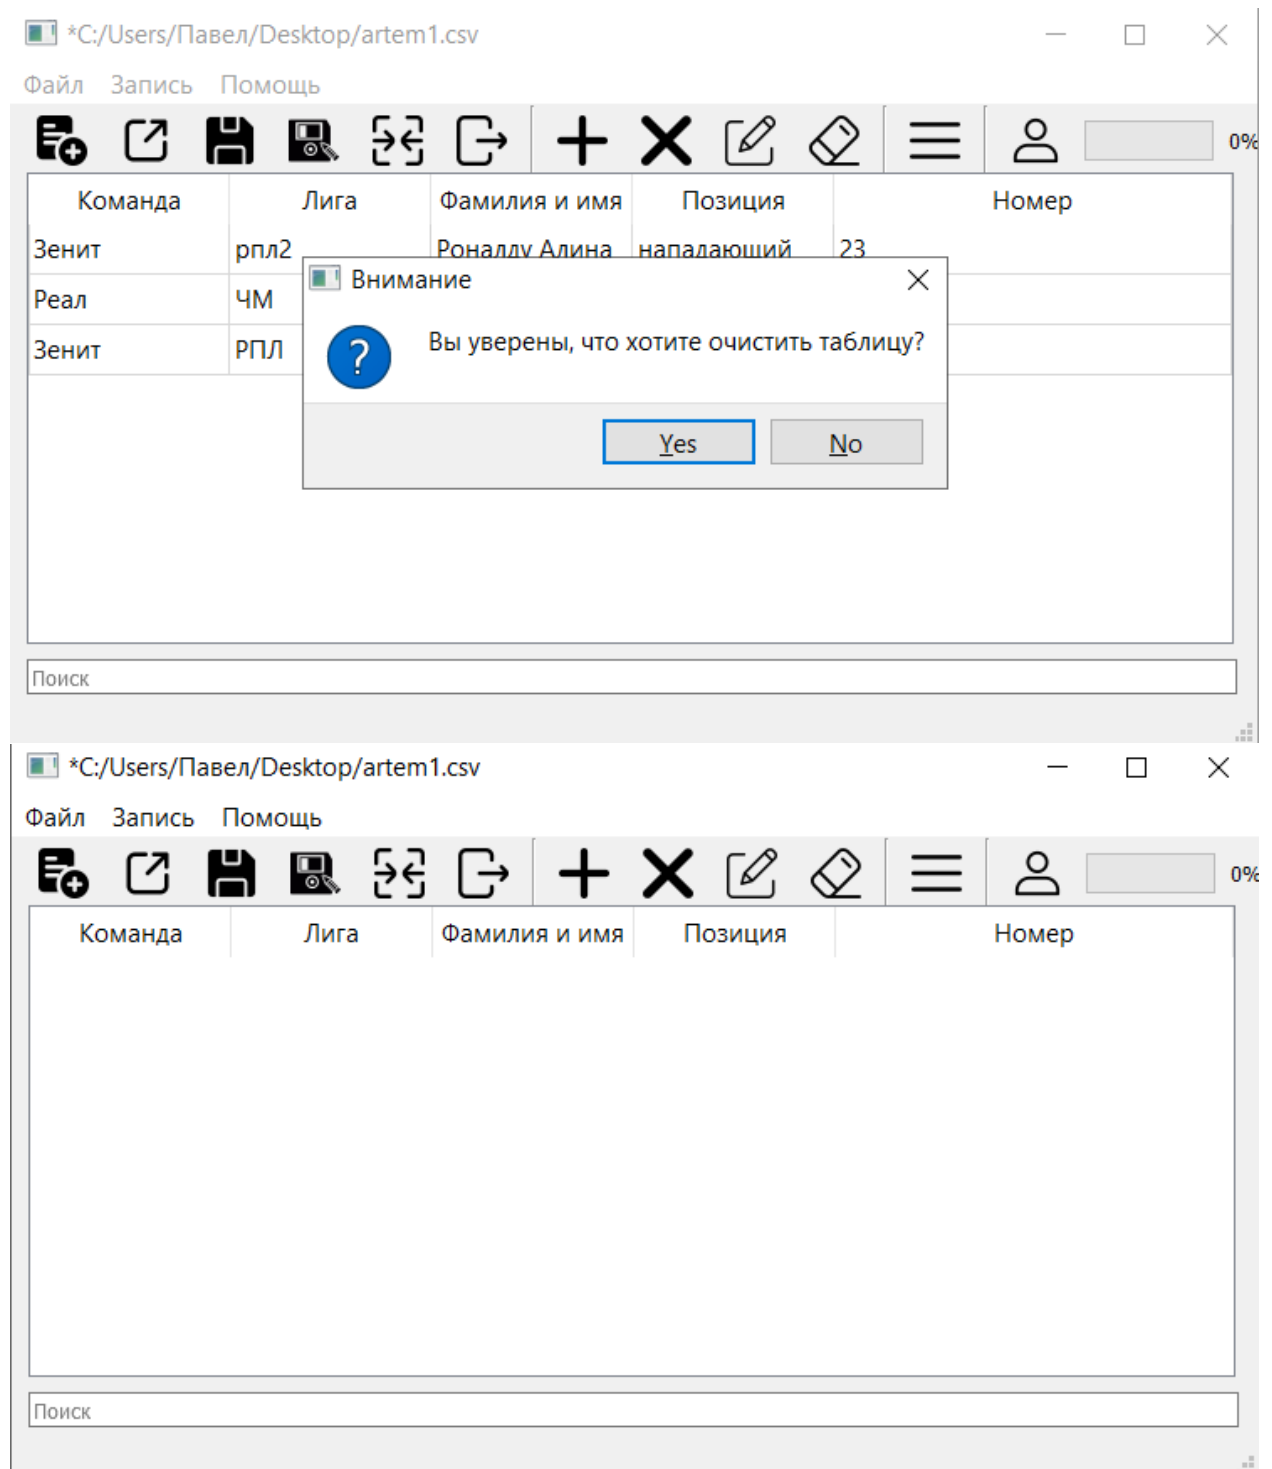 *C:/Users/Павел/Desktop/artem1.csv
Файл Запись Помощь
0%
Команда Лига Фамилия и имя Позиция Номер
Зенит рпл2 Роналду Алина нападающий 23
Реал ЧМ
Зенит РПЛ
Внимание
Вы уверены, что хотите очистить таблицу?
Yes No
Поиск
*C:/Users/Павел/Desktop/artem1.csv
Файл Запись Помощь
0%
Команда Лига Фамилия и имя Позиция Номер
Поиск